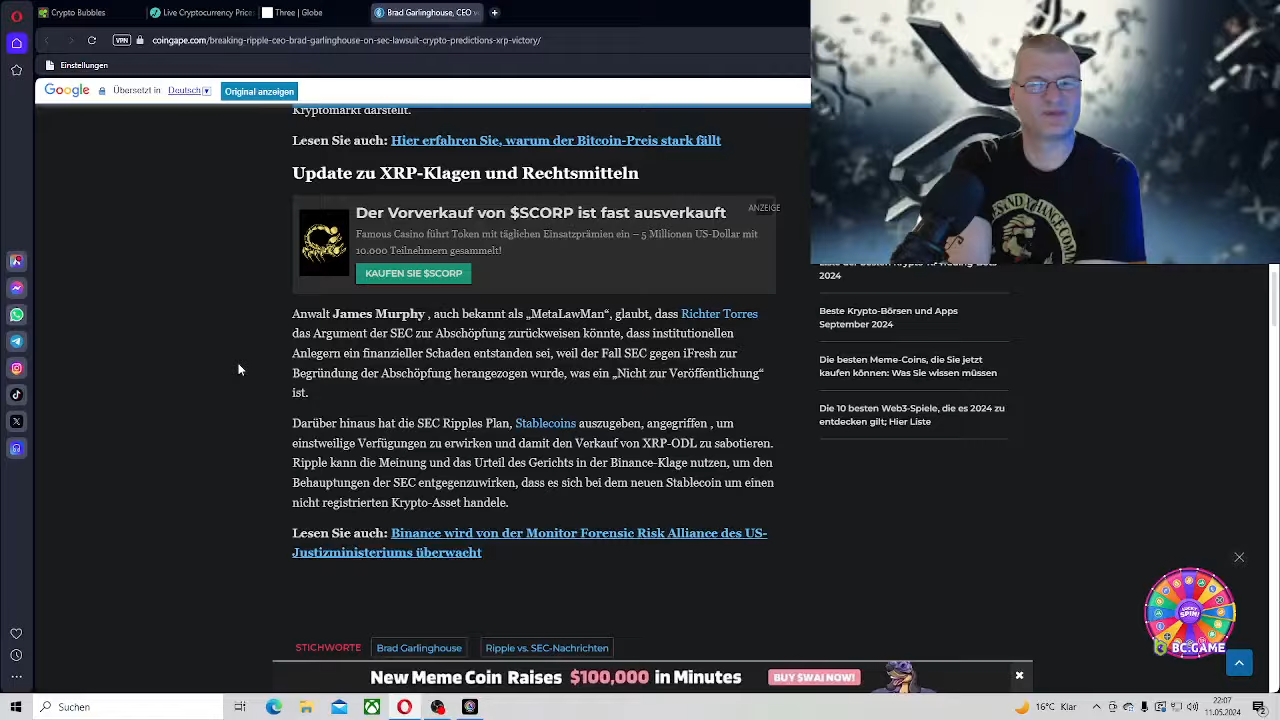 Crypto Bubbles
Live Cryptocurrency Price
Three | Globe
Brad Garlinghouse, CEO v
VPN
coingape.com/breaking-ripple-ceo-brad-garlinghouse-on-sec-lawsuit-crypto-predictions-xrp-victory/
Einstellungen
Google Übersetzt in Deutsch Original anzeigen
Kryptomarkt darstellt.
Lesen Sie auch: Hier erfahren Sie, warum der Bitcoin-Preis stark fällt
Update zu XRP-Klagen und Rechtsmitteln
ANZEIGE
Der Vorverkauf von $SCORP ist fast ausverkauft
Famous Casino führt Token mit täglichen Einsatzprämien ein – 5 Millionen US-Dollar mit
10.000 Teilnehmern gesammelt!
KAUFEN SIE $SCORP
Anwalt James Murphy , auch bekannt als „MetaLawMan“, glaubt, dass Richter Torres
das Argument der SEC zur Abschöpfung zurückweisen könnte, dass institutionellen
Anlegern ein finanzieller Schaden entstanden sei, weil der Fall SEC gegen iFresh zur
Begründung der Abschöpfung herangezogen wurde, was ein „Nicht zur Veröffentlichung“
ist.
Darüber hinaus hat die SEC Ripples Plan, Stablecoins auszugeben, angegriffen , um
einstweilige Verfügungen zu erwirken und damit den Verkauf von XRP-ODL zu sabotieren.
Ripple kann die Meinung und das Urteil des Gerichts in der Binance-Klage nutzen, um den
Behauptungen der SEC entgegenzuwirken, dass es sich bei dem neuen Stablecoin um einen
nicht registrierten Krypto-Asset handele.
Lesen Sie auch: Binance wird von der Monitor Forensic Risk Alliance des US-
Justizministeriums überwacht
STICHWORTE Brad Garlinghouse Ripple vs. SEC-Nachrichten
2024
Beste Krypto-Börsen und Apps
September 2024
Die besten Meme-Coins, die Sie jetzt
kaufen können: Was Sie wissen müssen
Die 10 besten Web3-Spiele, die es 2024 zu
entdecken gilt; Hier Liste
LUCKY
SPIN!
BC.GAME
New Meme Coin Raises $100,000 in Minutes
BUY $WAI NOW!
Suchen
16°C Klar
22:07
11.05.2024
2